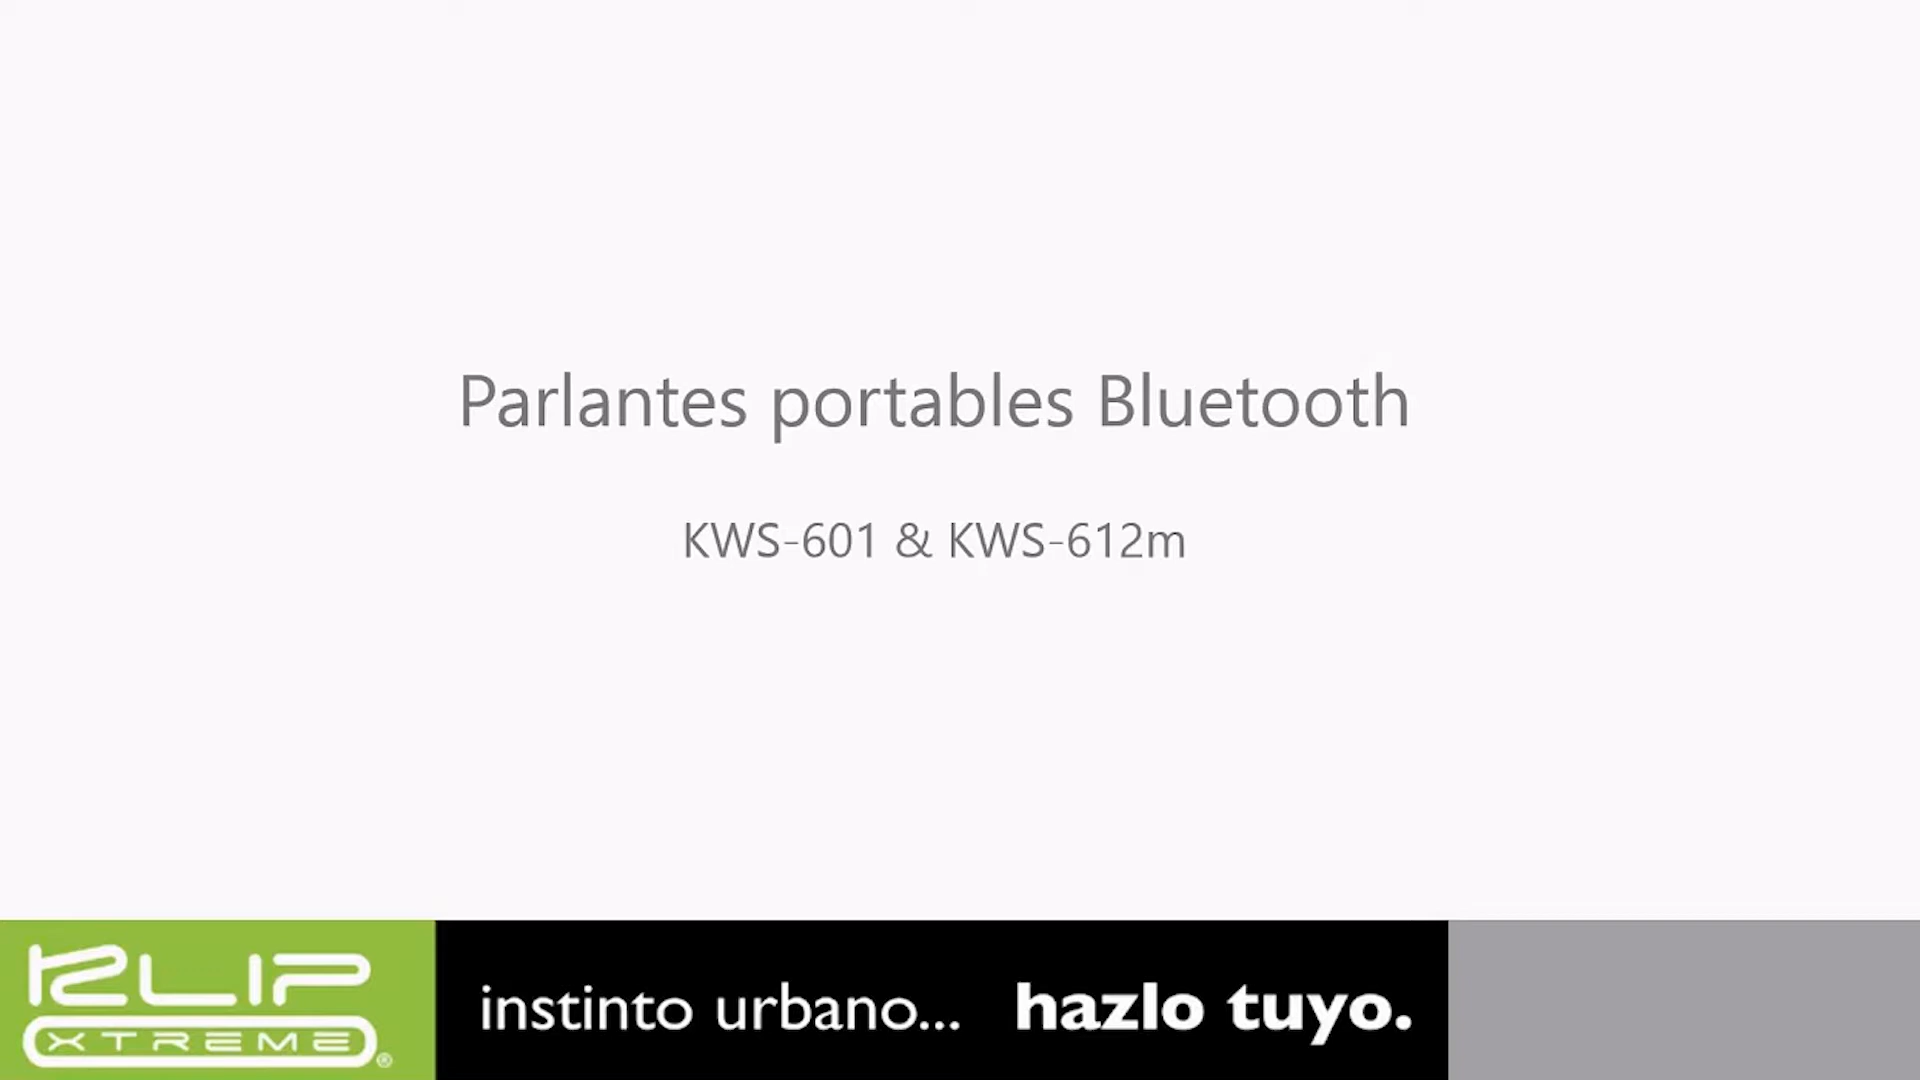 Parlantes portables Bluetooth
KWS-601 & KWS-612m
KLIP
XTREME®
instinto urbano... hazlo tuyo.